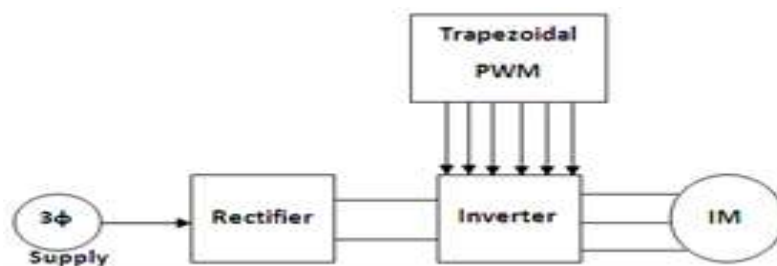 Trapezoidal
PWM
3ϕ
Supply
Rectifier
Inverter
IM